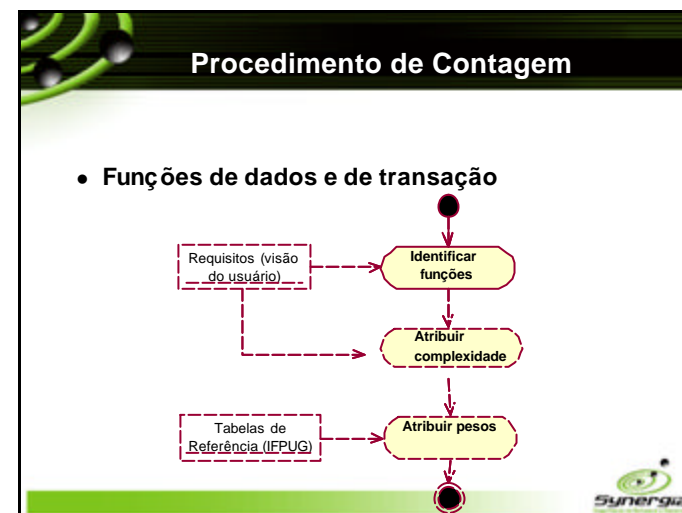 Procedimento de Contagem
● Funções de dados e de transação
Requisitos (visão
do usuário)
Identificar
funções
Atribuir
complexidade
Tabelas de
Referência (IFPUG)
Atribuir pesos
Synergia